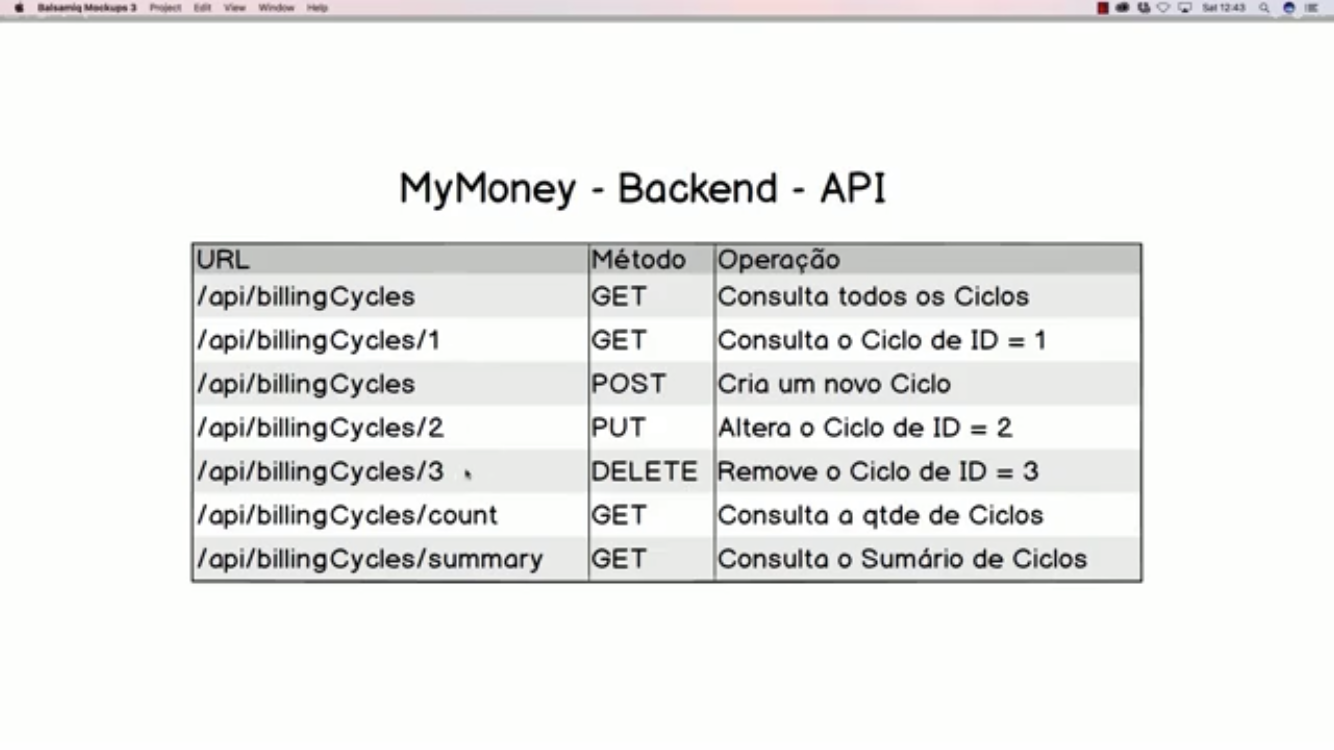 Balsamiq Mockups 3 Project Edit View Window Help Sat 12:43
MyMoney - Backend - API
URL Método Operação
/api/billingCycles GET Consulta todos os Ciclos
/api/billingCycles/1 GET Consulta o Ciclo de ID = 1
/api/billingCycles POST Cria um novo Ciclo
/api/billingCycles/2 PUT Altera o Ciclo de ID = 2
/api/billingCycles/3 DELETE Remove o Ciclo de ID = 3
/api/billingCycles/count GET Consulta a qtde de Ciclos
/api/billingCycles/summary GET Consulta o Sumário de Ciclos